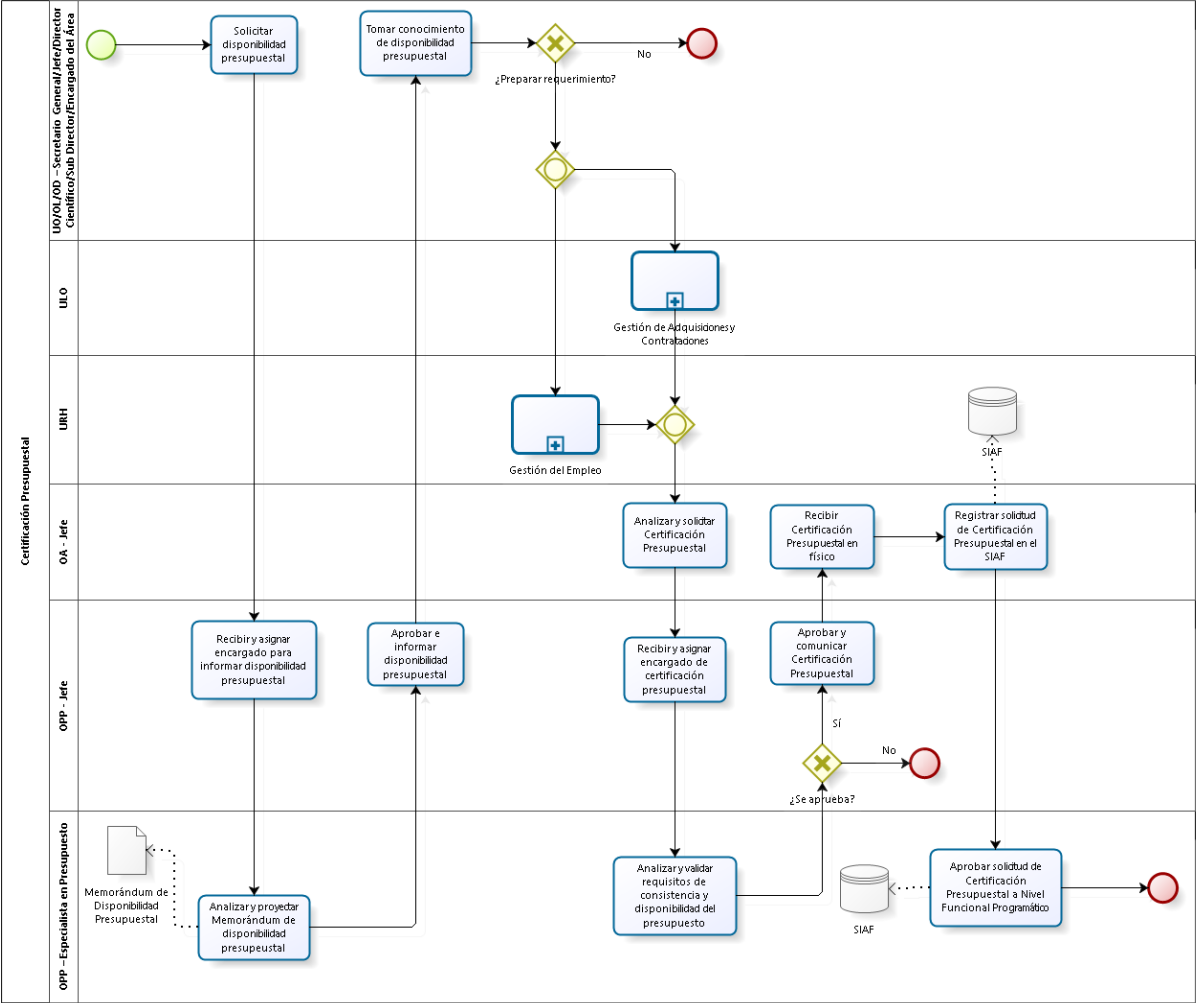 Certificación Presupuestal
UO/OL/OD – Secretario General/Jefe/Director
Científico/Sub Director/Encargado del Área
Solicitar
disponibilidad
presupuestal
Tomar conocimiento
de disponibilidad
presupuestal
¿Preparar requerimiento?
No
ULO
Gestión de Adquisiciones y
Contrataciones
URH
Gestión del Empleo
SIAF
OA - Jefe
Analizar y solicitar
Certificación
Presupuestal
Recibir
Certificación
Presupuestal en
físico
Registrar solicitud
de Certificación
Presupuestal en el
SIAF
OPP - Jefe
Recibir y asignar
encargado para
informar disponibilidad
presupuestal
Aprobar e
informar
disponibilidad
presupuestal
Recibir y asignar
encargado de
certificación
presupuestal
Aprobar y
comunicar
Certificación
Presupuestal
Sí
No
¿Se aprueba?
OPP – Especialista en Presupuesto
Memorándum de
Disponibilidad
Presupuestal
Analizar y proyectar
Memorándum de
disponibilidad
presupeustal
Analizar y validar
requisitos de
consistencia y
disponibilidad del
presupuesto
SIAF
Aprobar solicitud de
Certificación
Presupuestal a Nivel
Funcional Programático